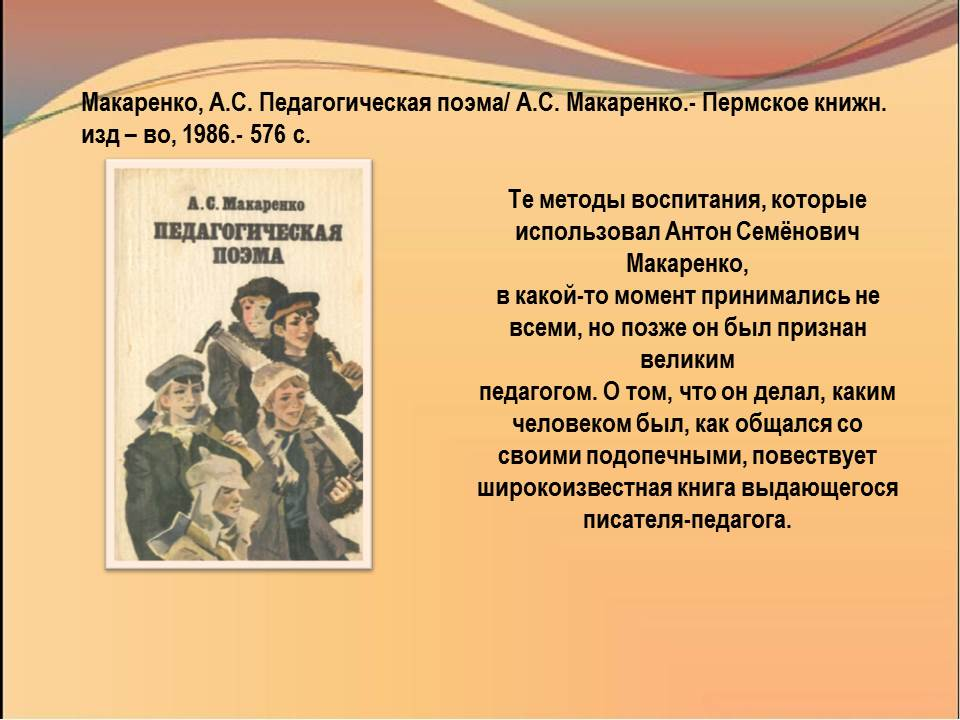 Макаренко, А.С. Педагогическая поэма/ А.С. Макаренко.- Пермское книжн.
изд – во, 1986.- 576 с.
А.С. Макаренко
ПЕДАГОГИЧЕСКАЯ
ПОЭМА
Те методы воспитания, которые
использовал Антон Семёнович
Макаренко,
в какой-то момент принимались не
всеми, но позже он был признан
великим
педагогом. О том, что он делал, каким
человеком был, как общался со
своими подопечными, повествует
широкоизвестная книга выдающегося
писателя-педагога.